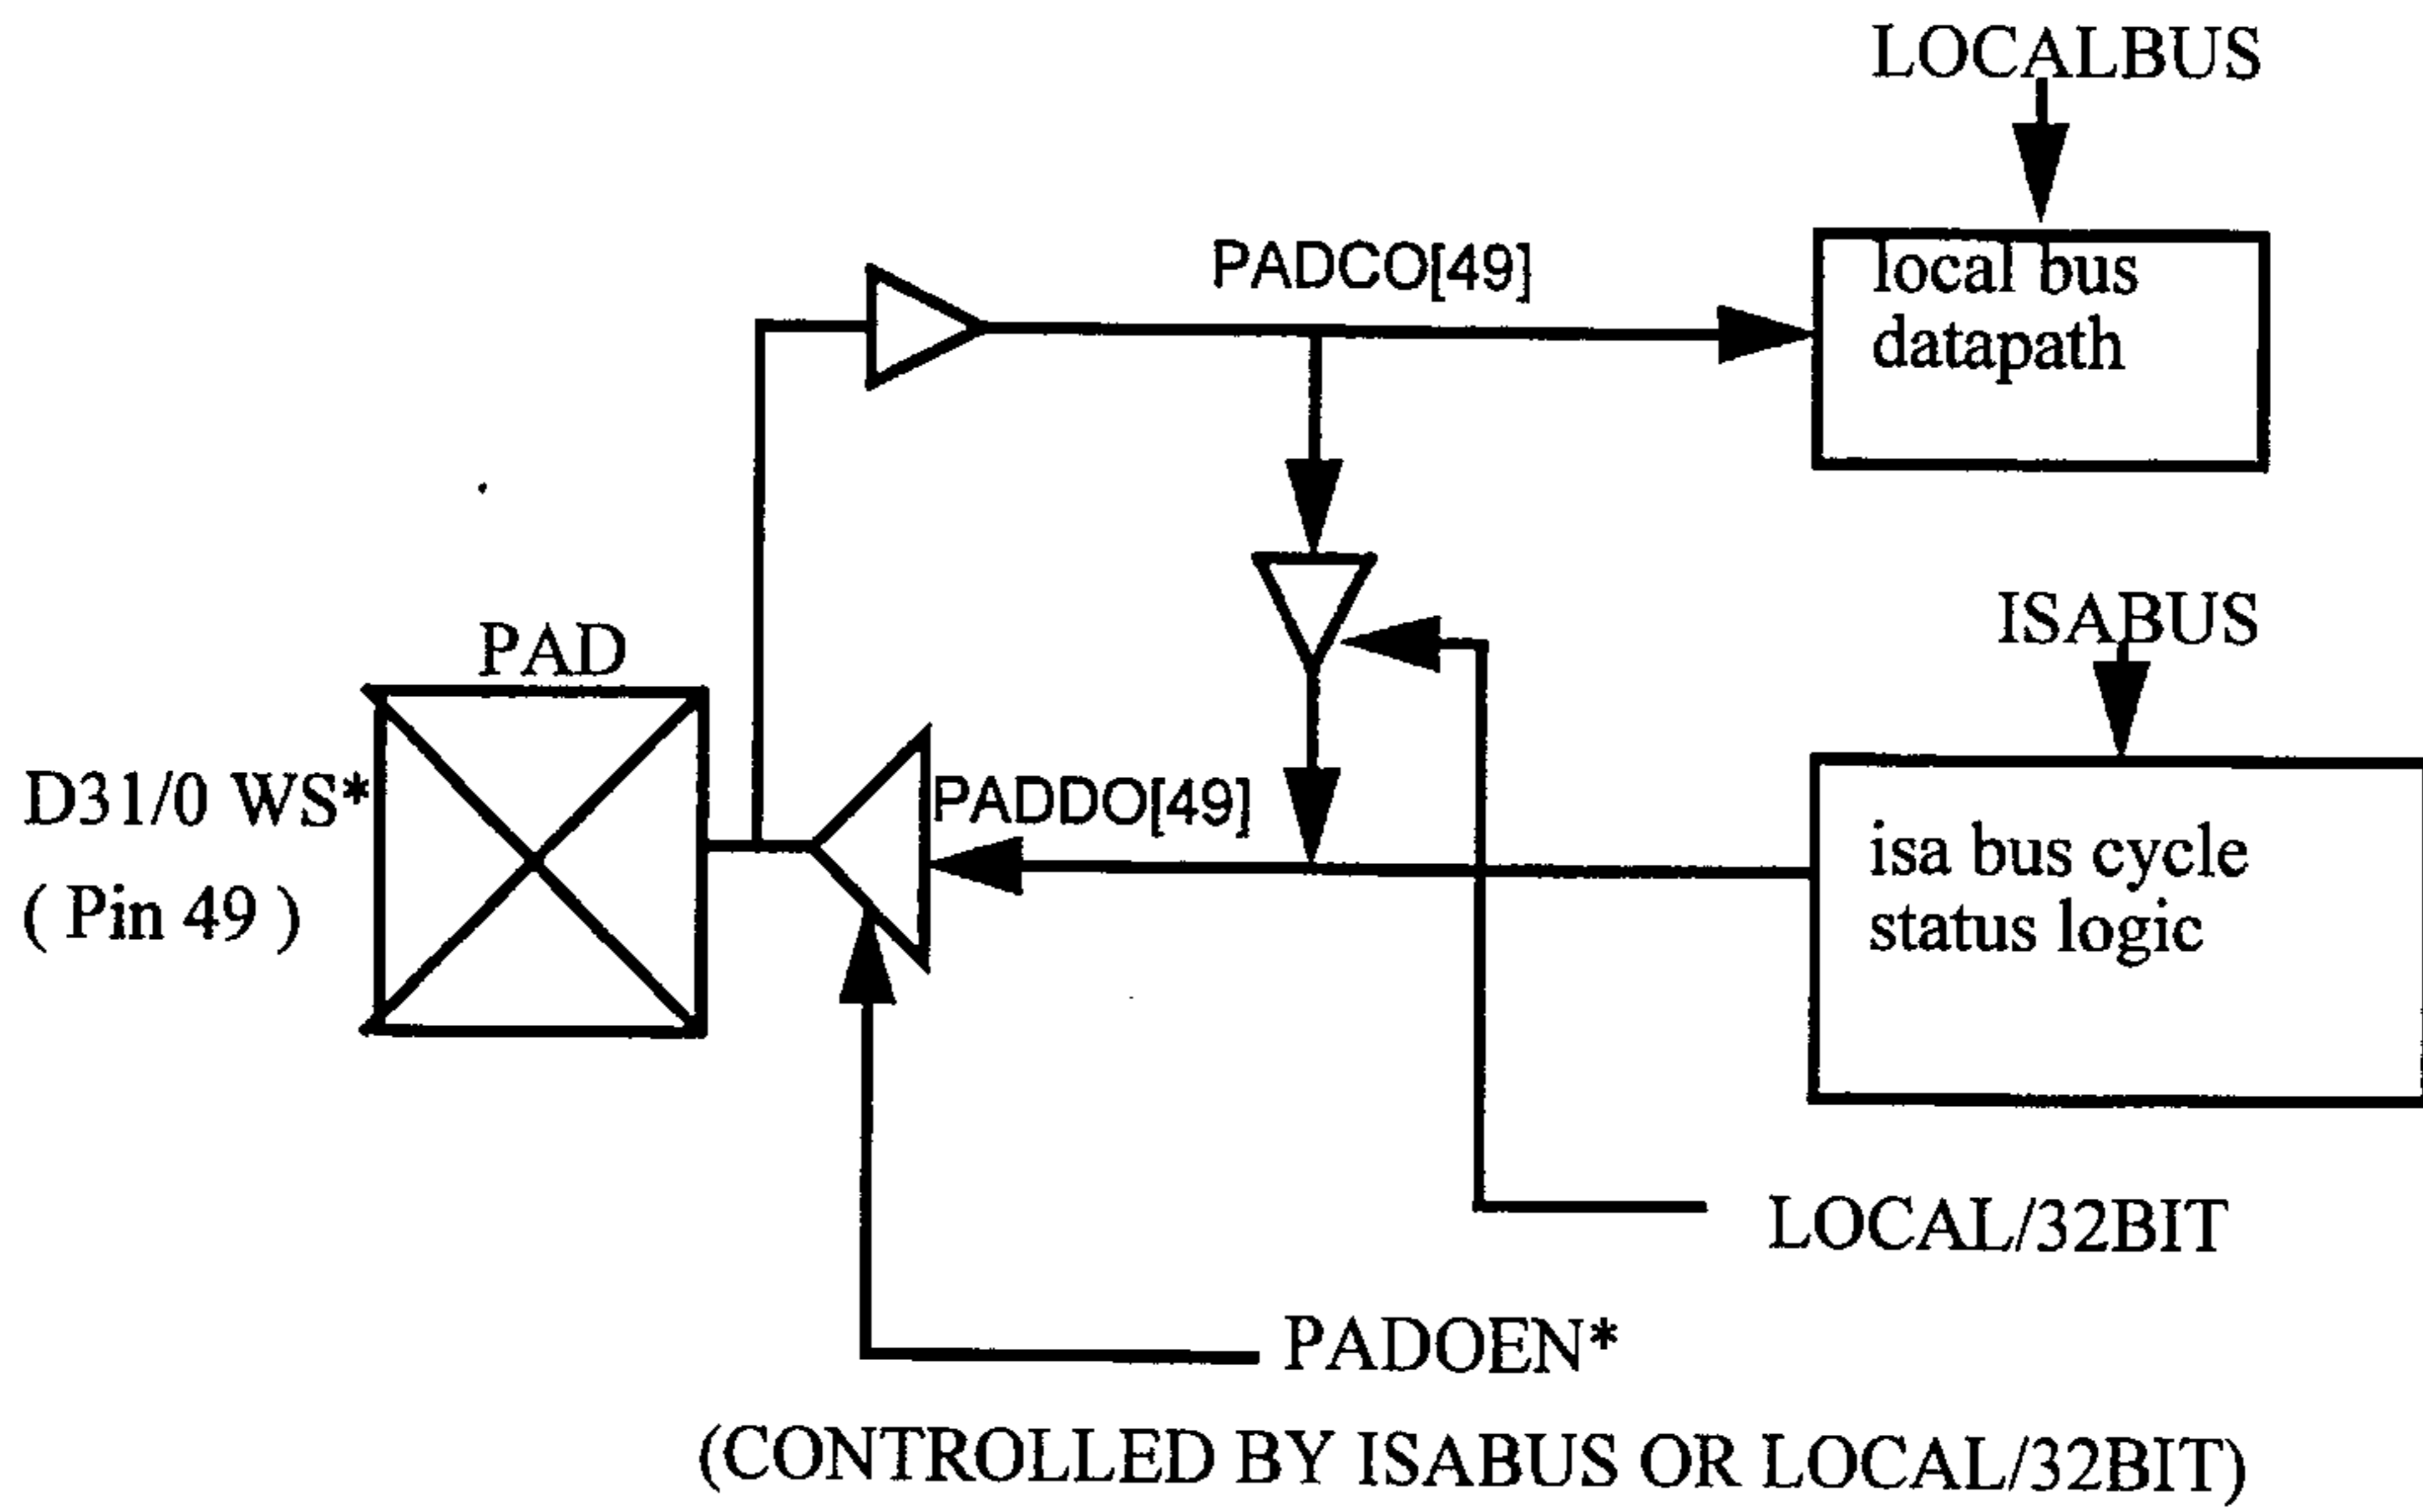 LOCALBUS
PADCO[49]
local bus
datapath
ISABUS
PAD
D31/0 WS*
( Pin 49 )
PADDO[49]
isa bus cycle
status logic
LOCAL/32BIT
PADOEN*
(CONTROLLED BY ISABUS OR LOCAL/32BIT)